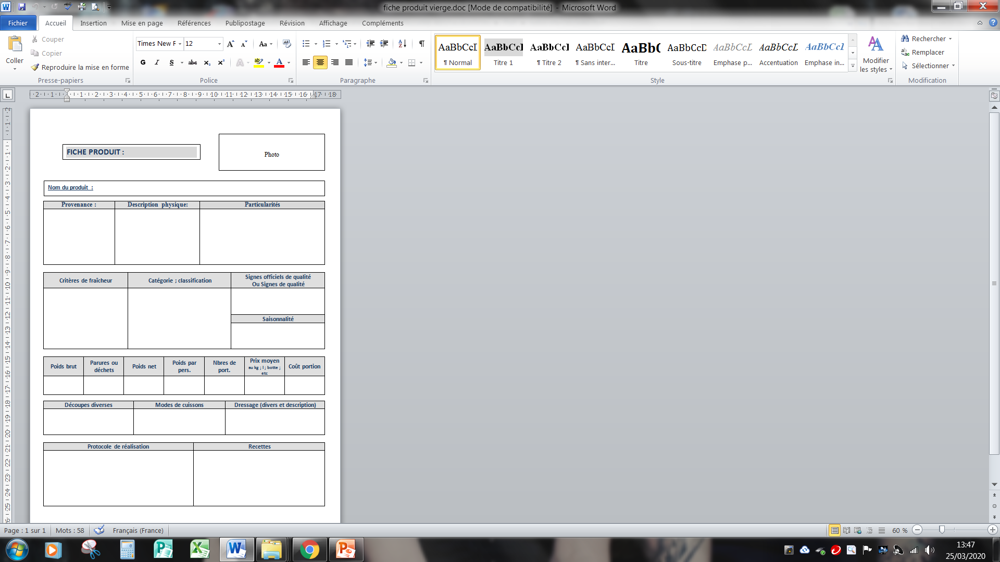 fiche produit vierge.doc [Mode de compatibilité] - Microsoft Word
Fichier Accueil Insertion Mise en page Références Publipostage Révision Affichage Compléments
Coller
Couper
Copier
Reproduire la mise en forme
Presse-papiers
Times New R 12
Aa
G I S abc x₂ x² A ab A
Police
Paragraphe
AaBbCcI AaBbCcI AaBbCcI AaBbCcI AaBb( AaBbCcD AaBbCcL AaBbCcL AaBbCcI
¶ Normal Titre 1 ¶ Titre 2 ¶ Sans inter... Titre Sous-titre Emphase p... Accentuation Emphase in...
Style
Modifier
les styles
Rechercher
Remplacer
Sélectionner
Modification
2 1 1 2 3 4 5 6 7 8 9 10 11 12 13 14 15 16 17 18
FICHE PRODUIT :
Photo
Nom du produit :
Provenance : Description physique: Particularités
Critères de fraîcheur Catégorie ; classification Signes officiels de qualité
Ou Signes de qualité
Saisonnalité
Poids brut Parures ou
déchets Poids net Poids par
pers. Nbres de
port. Prix moyen
au kg ; l ; botte ;
etc Coût portion
Découpes diverses Modes de cuissons Dressage (divers et description)
Protocole de réalisation Recettes
Page : 1 sur 1 Mots : 58 Français (France) 60 %
13:47
25/03/2020